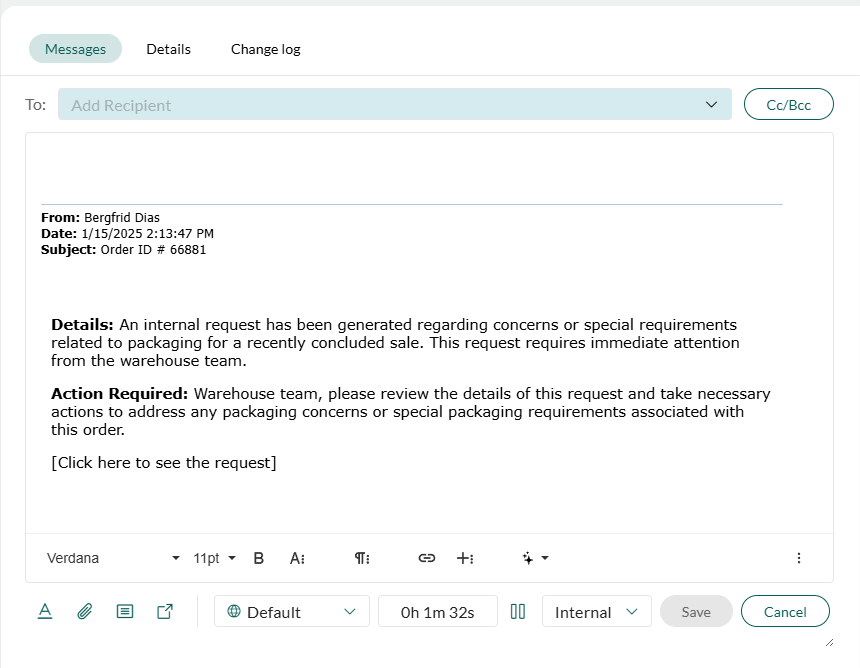 Messages Details Change log
To: Add Recipient Cc/Bcc
From: Bergfrid Dias
Date: 1/15/2025 2:13:47 PM
Subject: Order ID # 66881
Details: An internal request has been generated regarding concerns or special requirements
related to packaging for a recently concluded sale. This request requires immediate attention
from the warehouse team.
Action Required: Warehouse team, please review the details of this request and take necessary
actions to address any packaging concerns or special packaging requirements associated with
this order.
[Click here to see the request]
Verdana 11pt B A
A Default 0h 1m 32s Internal Save Cancel